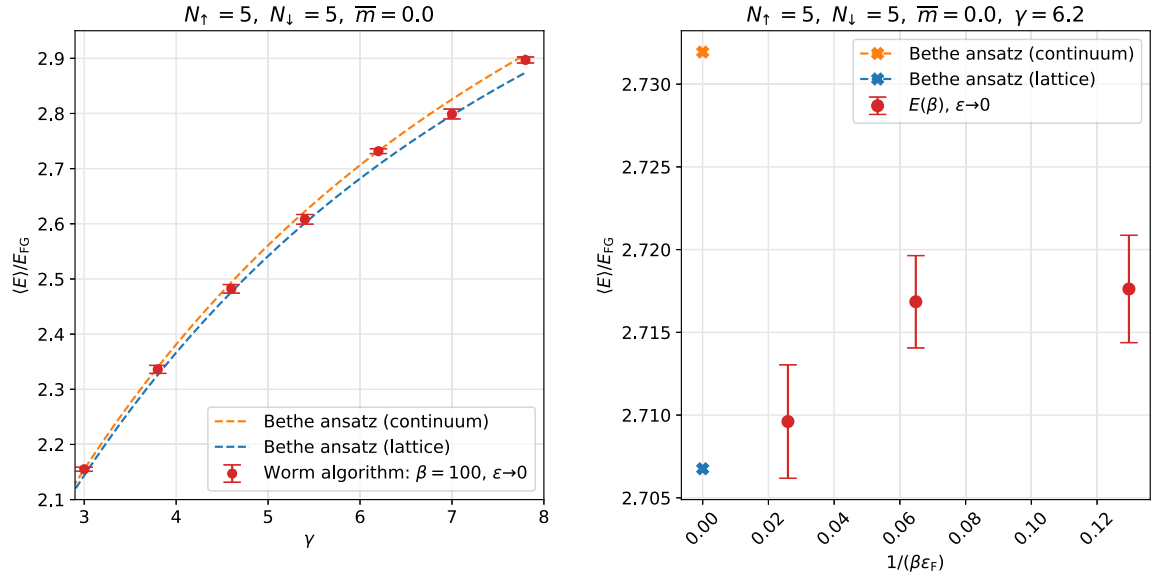 N↑ = 5, N↓ = 5, m̅ = 0.0
⟨E⟩/E_FG
2.9
2.8
2.7
2.6
2.5
2.4
2.3
2.2
2.1
Bethe ansatz (continuum)
Bethe ansatz (lattice)
Worm algorithm: β = 100, ε→0
3 4 5 6 7 8
γ
N↑ = 5, N↓ = 5, m̅ = 0.0, γ = 6.2
⟨E⟩/E_FG
Bethe ansatz (continuum)
Bethe ansatz (lattice)
E(β), ε→0
2.730
2.725
2.720
2.715
2.710
2.705
0.00 0.02 0.04 0.06 0.08 0.10 0.12
1/(βε_F)